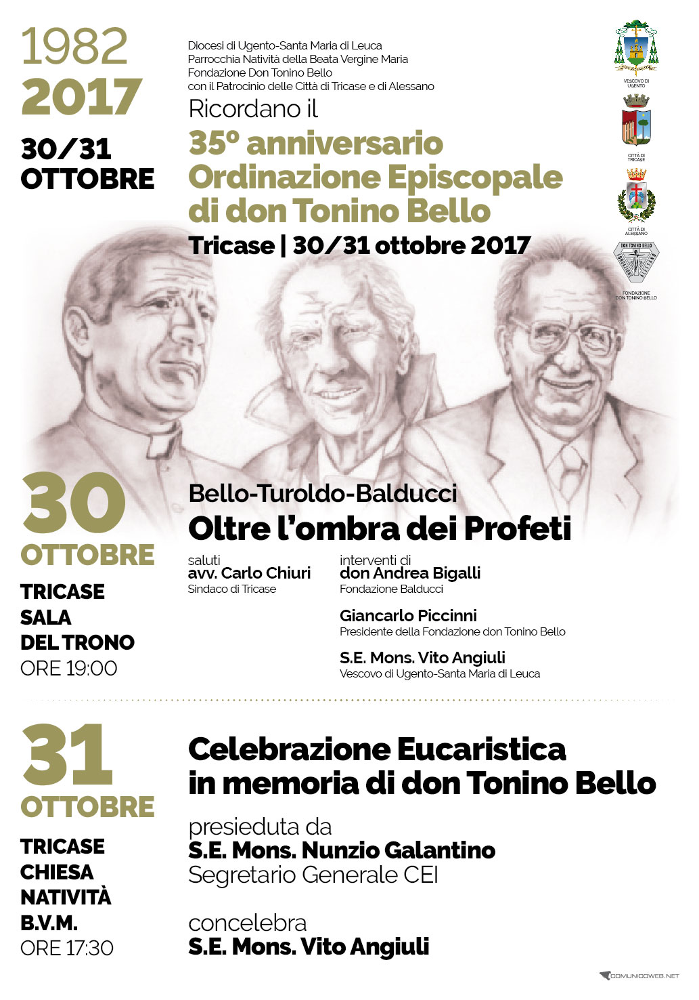 1982
2017
30/31
OTTOBRE
Diocesi di Ugento-Santa Maria di Leuca
Parrocchia Natività della Beata Vergine Maria
Fondazione Don Tonino Bello
con il Patrocinio delle Città di Tricase e di Alessano
Ricordano il
35° anniversario
Ordinazione Episcopale
di don Tonino Bello
Tricase | 30/31 ottobre 2017
VESCOVO DI
UGENTO
CITTÀ DI
TRICASE
CITTÀ DI
ALESSANO
DON TONINO BELLO
FONDAZIONE
ALESSANO
FONDAZIONE
DON TONINO BELLO
30
OTTOBRE
TRICASE
SALA
DEL TRONO
ORE 19:00
Bello-Turoldo-Balducci
Oltre l'ombra dei Profeti
saluti
avv. Carlo Chiuri
Sindaco di Tricase
interventi di
don Andrea Bigalli
Fondazione Balducci
Giancarlo Piccinni
Presidente della Fondazione don Tonino Bello
S.E. Mons. Vito Angiuli
Vescovo di Ugento-Santa Maria di Leuca
31
OTTOBRE
TRICASE
CHIESA
NATIVITÀ
B.V.M.
ORE 17:30
Celebrazione Eucaristica
in memoria di don Tonino Bello
presieduta da
S.E. Mons. Nunzio Galantino
Segretario Generale CEI
concelebra
S.E. Mons. Vito Angiuli
COMUNICOWEB.NET